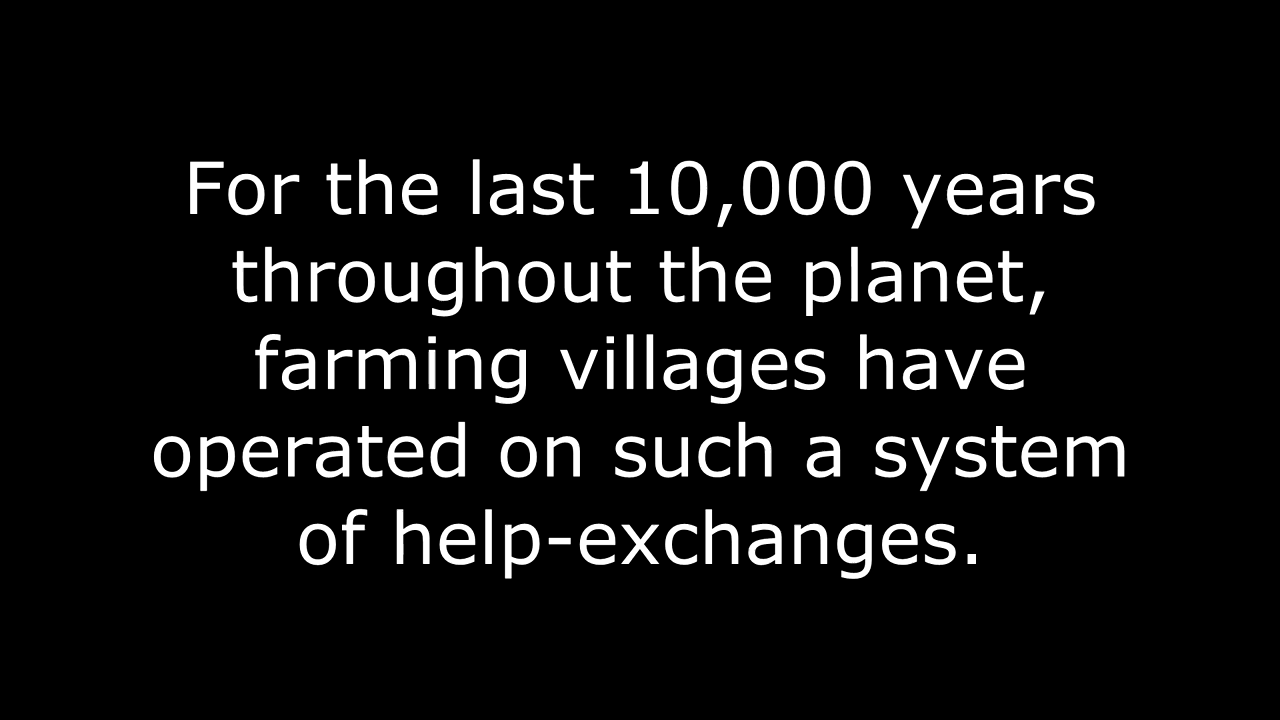 For the last 10,000 years
throughout the planet,
farming villages have
operated on such a system
of help-exchanges.